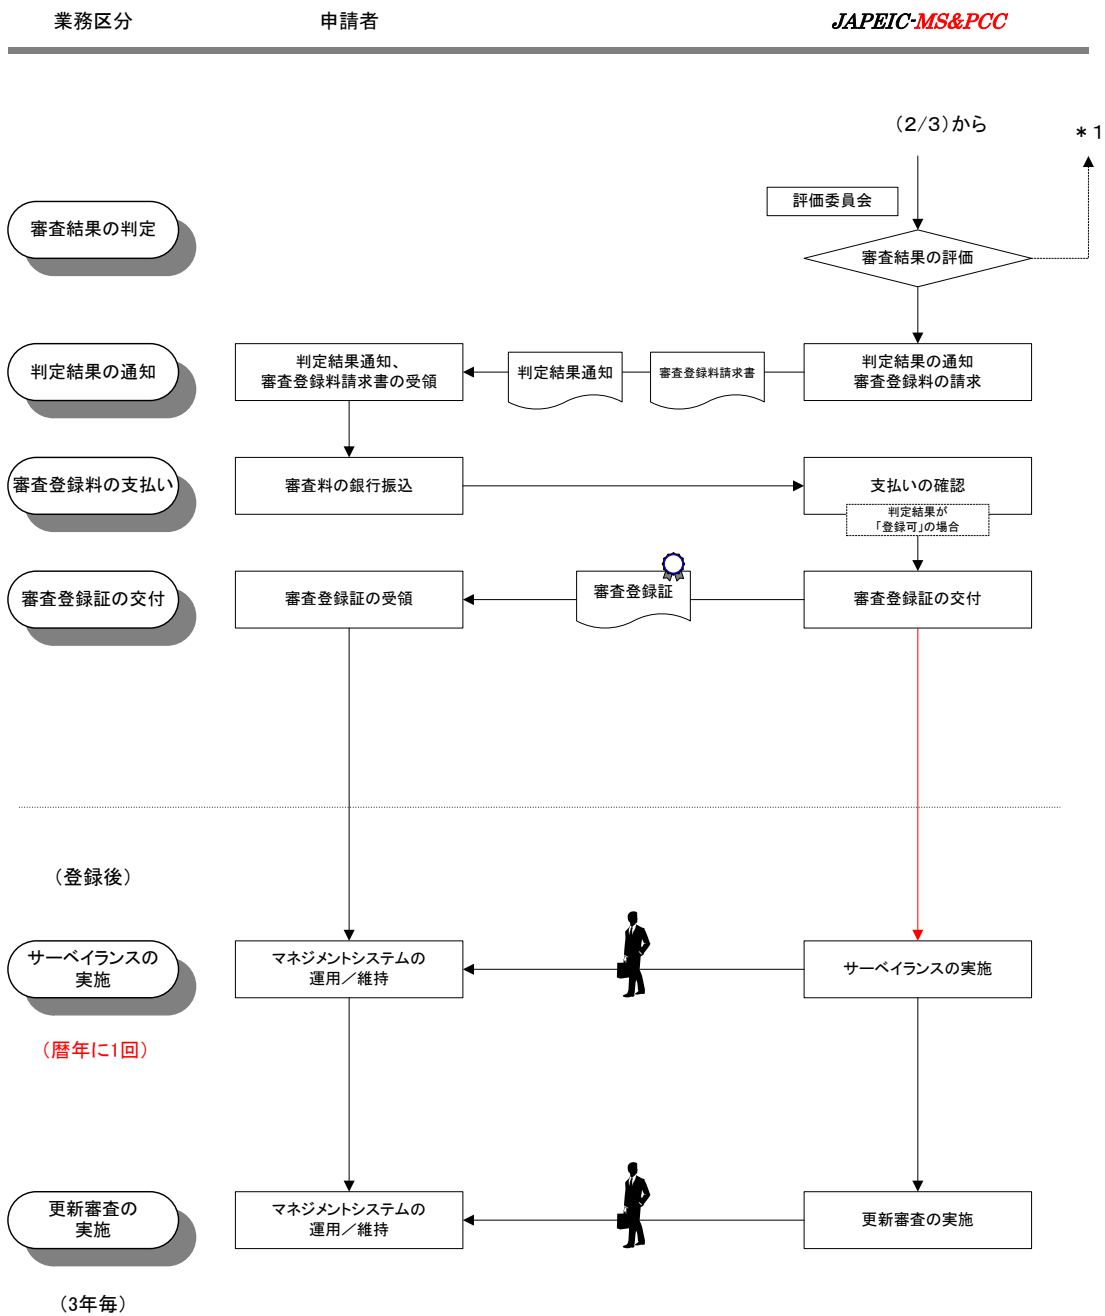 業務区分
申請者
JAPEIC-MS&PCC
(2/3)から
*1
評価委員会
審査結果の判定
審査結果の評価
判定結果の通知
判定結果通知、
審査登録料請求書の受領
判定結果通知
審査登録料請求書
判定結果の通知
審査登録料の請求
審査登録料の支払い
審査料の銀行振込
支払いの確認
判定結果が
「登録可」の場合
審査登録証の交付
審査登録証の受領
審査登録証
審査登録証の交付
(登録後)
サーベイランスの
実施
マネジメントシステムの
運用/維持
サーベイランスの実施
(暦年に1回)
更新審査の
実施
マネジメントシステムの
運用/維持
更新審査の実施
(3年毎)